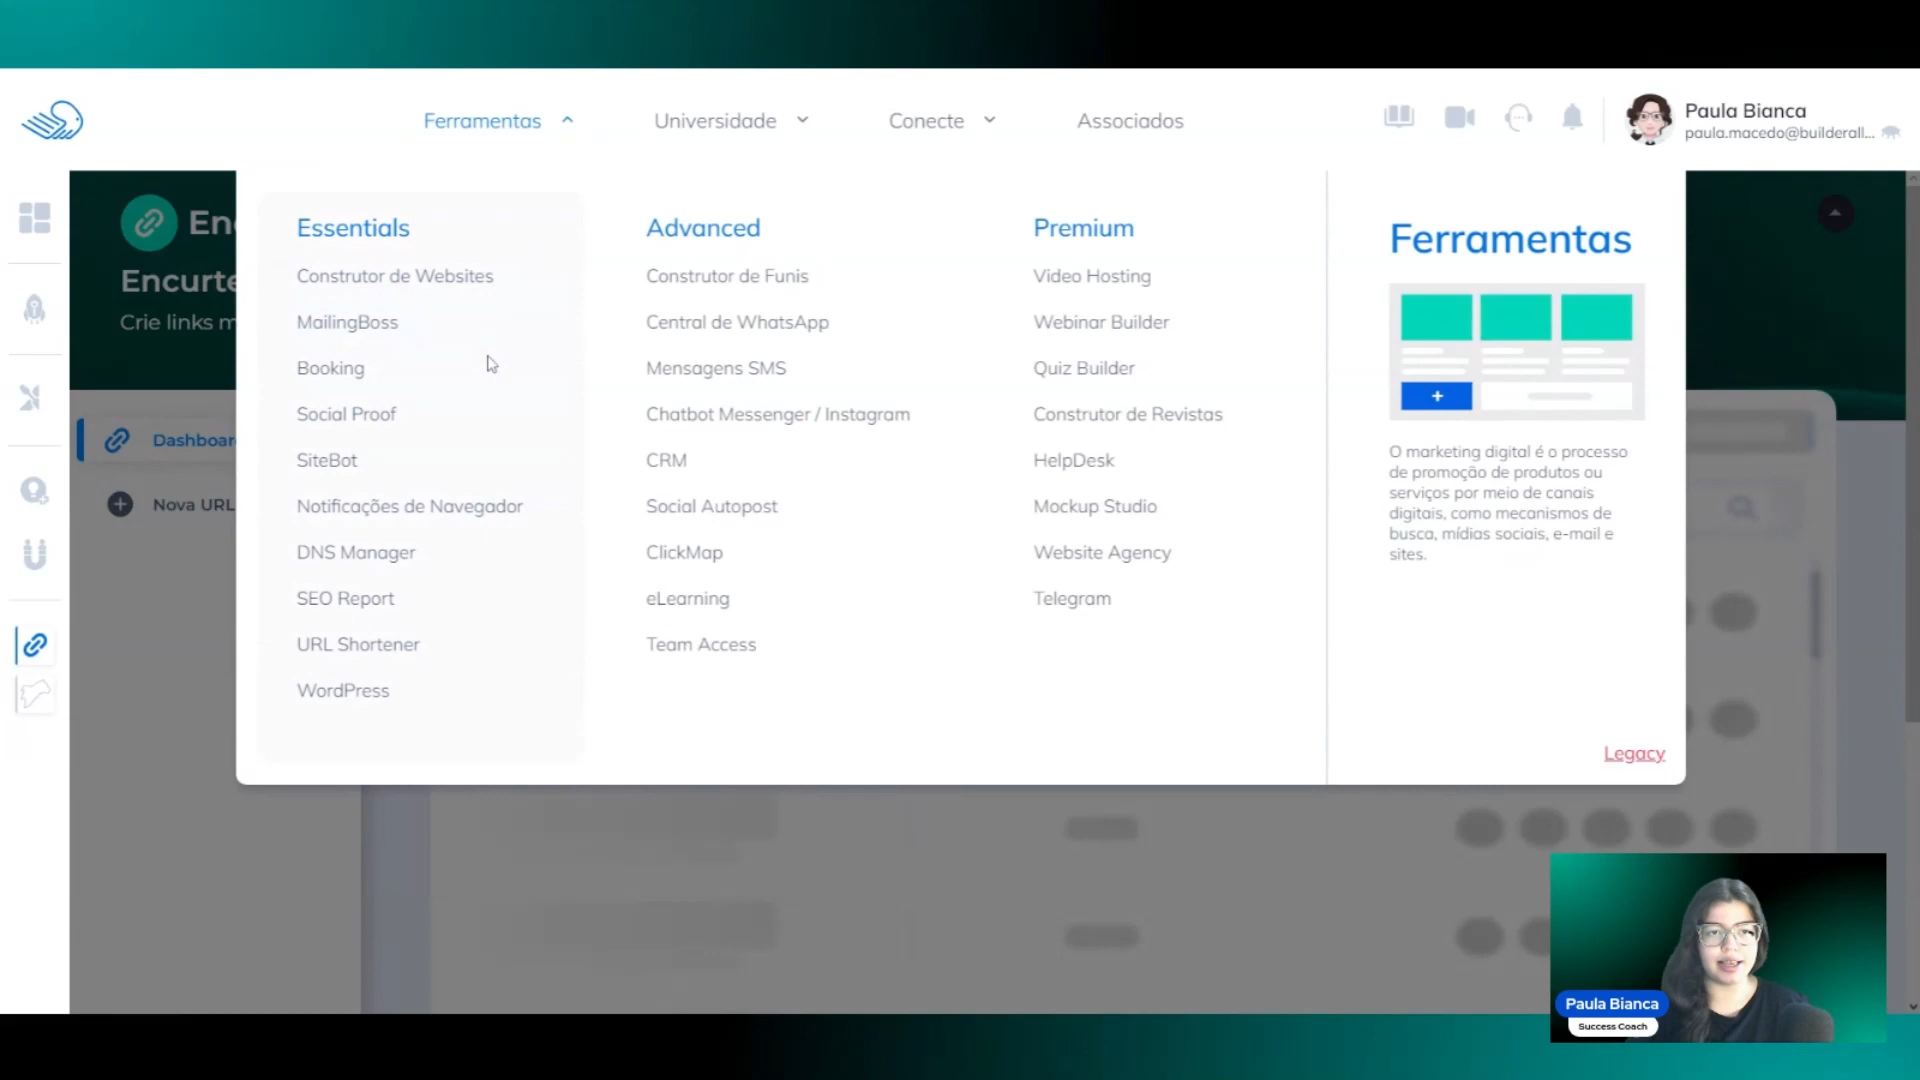 Ferramentas
Universidade
Conecte
Associados
Paula Bianca
paula.macedo@builderall...
Encurte
Crie links m
Dashboar
Nova URL
Essentials
Construtor de Websites
MailingBoss
Booking
Social Proof
SiteBot
Notificações de Navegador
DNS Manager
SEO Report
URL Shortener
WordPress
Advanced
Construtor de Funis
Central de WhatsApp
Mensagens SMS
Chatbot Messenger / Instagram
CRM
Social Autopost
ClickMap
eLearning
Team Access
Premium
Video Hosting
Webinar Builder
Quiz Builder
Construtor de Revistas
HelpDesk
Mockup Studio
Website Agency
Telegram
Ferramentas
O marketing digital é o processo
de promoção de produtos ou
serviços por meio de canais
digitais, como mecanismos de
busca, mídias sociais, e-mail e
sites.
Legacy
Paula Bianca
Success Coach